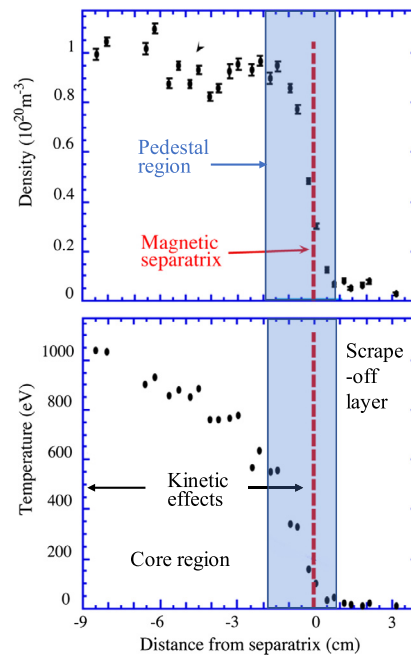 1.2
1
0.8
0.6
0.4
0.2
0
Density (10²⁰m⁻³)
Pedestal
region
Magnetic
separatrix
1000
800
600
400
200
0
Temperature (eV)
Scrape
-off
layer
Kinetic
effects
Core region
-9 -6 -3 0 3
Distance from separatrix (cm)